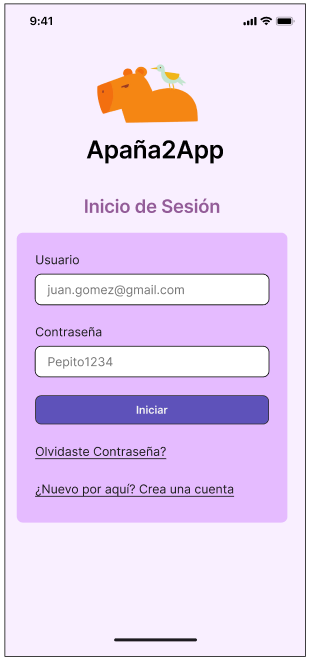 9:41
Apaña2App
Inicio de Sesión
Usuario
juan.gomez@gmail.com
Contraseña
Pepito1234
Iniciar
Olvidaste Contraseña?
¿Nuevo por aquí? Crea una cuenta